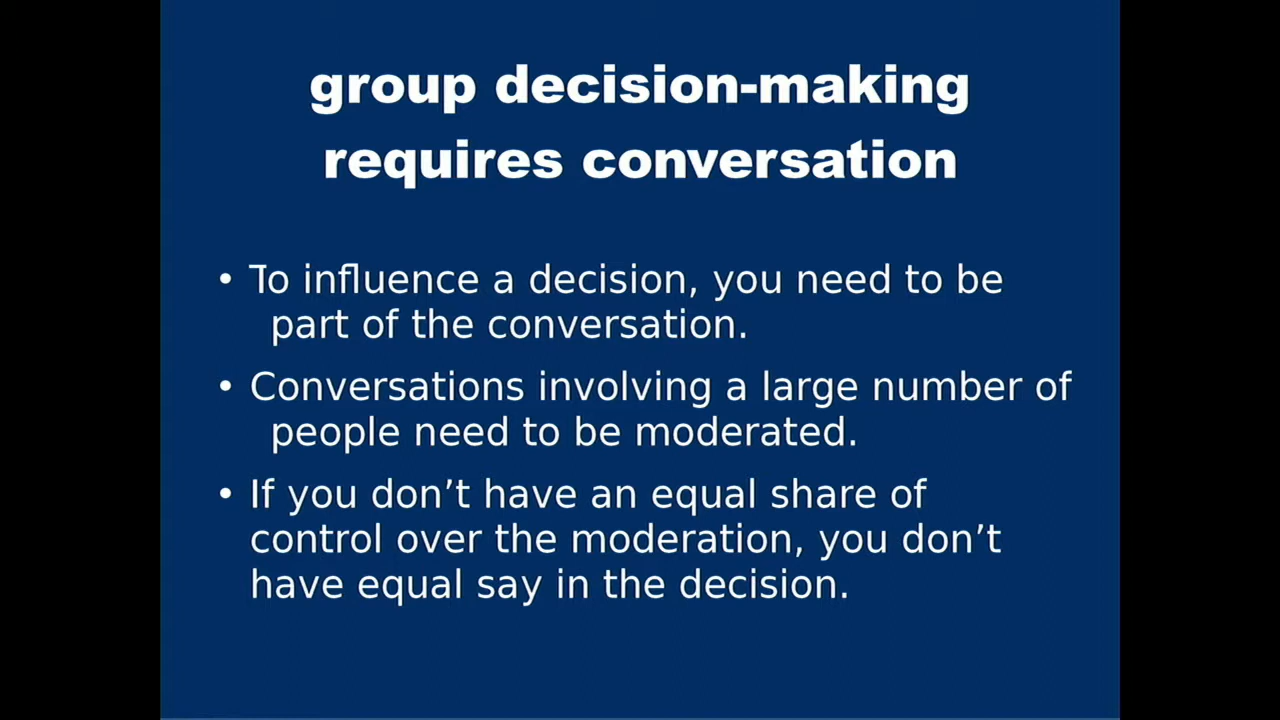 group decision-making
requires conversation
• To influence a decision, you need to be
part of the conversation.
• Conversations involving a large number of
people need to be moderated.
• If you don’t have an equal share of
control over the moderation, you don’t
have equal say in the decision.